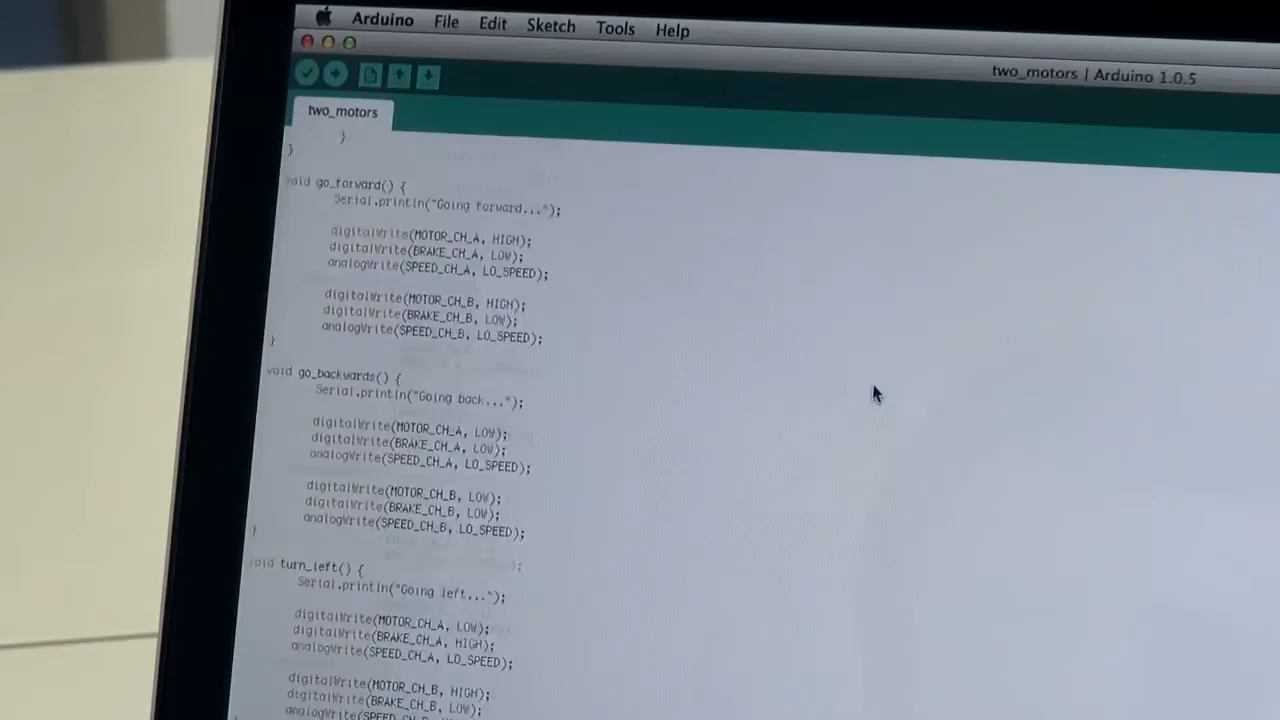 Arduino File Edit Sketch Tools Help
two_motors | Arduino 1.0.5
two_motors
}
}
void go_forward() {
Serial.println("Going forward...");
digitalWrite(MOTOR_CH_A, HIGH);
digitalWrite(BRAKE_CH_A, LOW);
analogWrite(SPEED_CH_A, LO_SPEED);
digitalWrite(MOTOR_CH_B, HIGH);
digitalWrite(BRAKE_CH_B, LOW);
analogWrite(SPEED_CH_B, LO_SPEED);
}
void go_backwards() {
Serial.println("Going back...");
digitalWrite(MOTOR_CH_A, LOW);
digitalWrite(BRAKE_CH_A, LOW);
analogWrite(SPEED_CH_A, LO_SPEED);
digitalWrite(MOTOR_CH_B, LOW);
digitalWrite(BRAKE_CH_B, LOW);
analogWrite(SPEED_CH_B, LO_SPEED);
}
void turn_left() {
Serial.println("Going left...");
digitalWrite(MOTOR_CH_A, LOW);
digitalWrite(BRAKE_CH_A, HIGH);
analogWrite(SPEED_CH_A, LO_SPEED);
digitalWrite(MOTOR_CH_B, HIGH);
digitalWrite(BRAKE_CH_B, LOW);